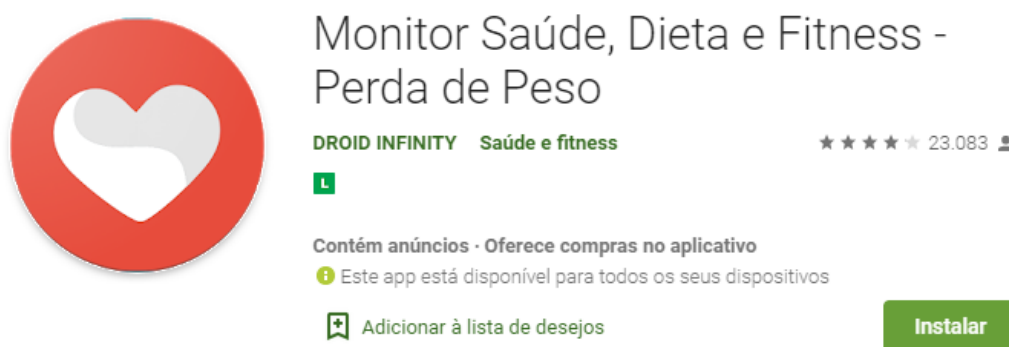 Monitor Saúde, Dieta e Fitness -
Perda de Peso
DROID INFINITY Saúde e fitness 23.083
L
Contém anúncios · Oferece compras no aplicativo
Este app está disponível para todos os seus dispositivos
Adicionar à lista de desejos
Instalar